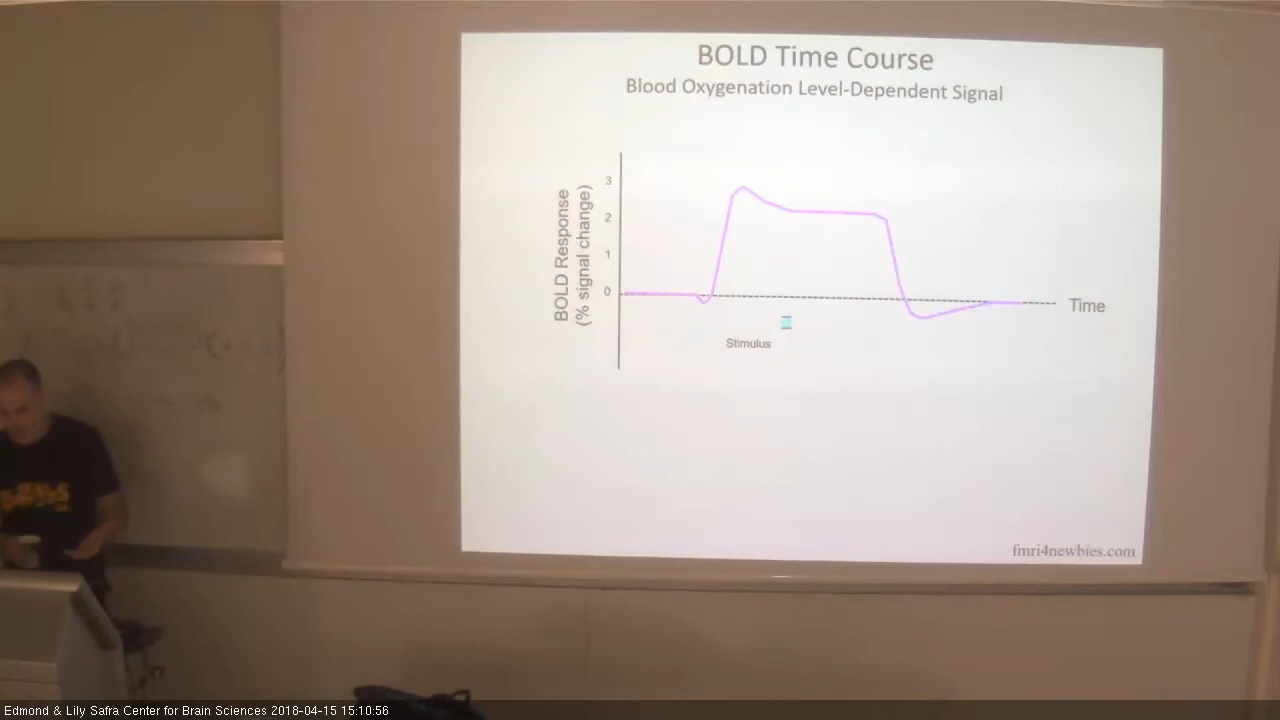 BOLD Time Course
Blood Oxygenation Level-Dependent Signal
BOLD Response
(% signal change)
3
2
1
0
Time
Stimulus
fmri4newbies.com
Edmond & Lily Safra Center for Brain Sciences 2018-04-15 15:10:56